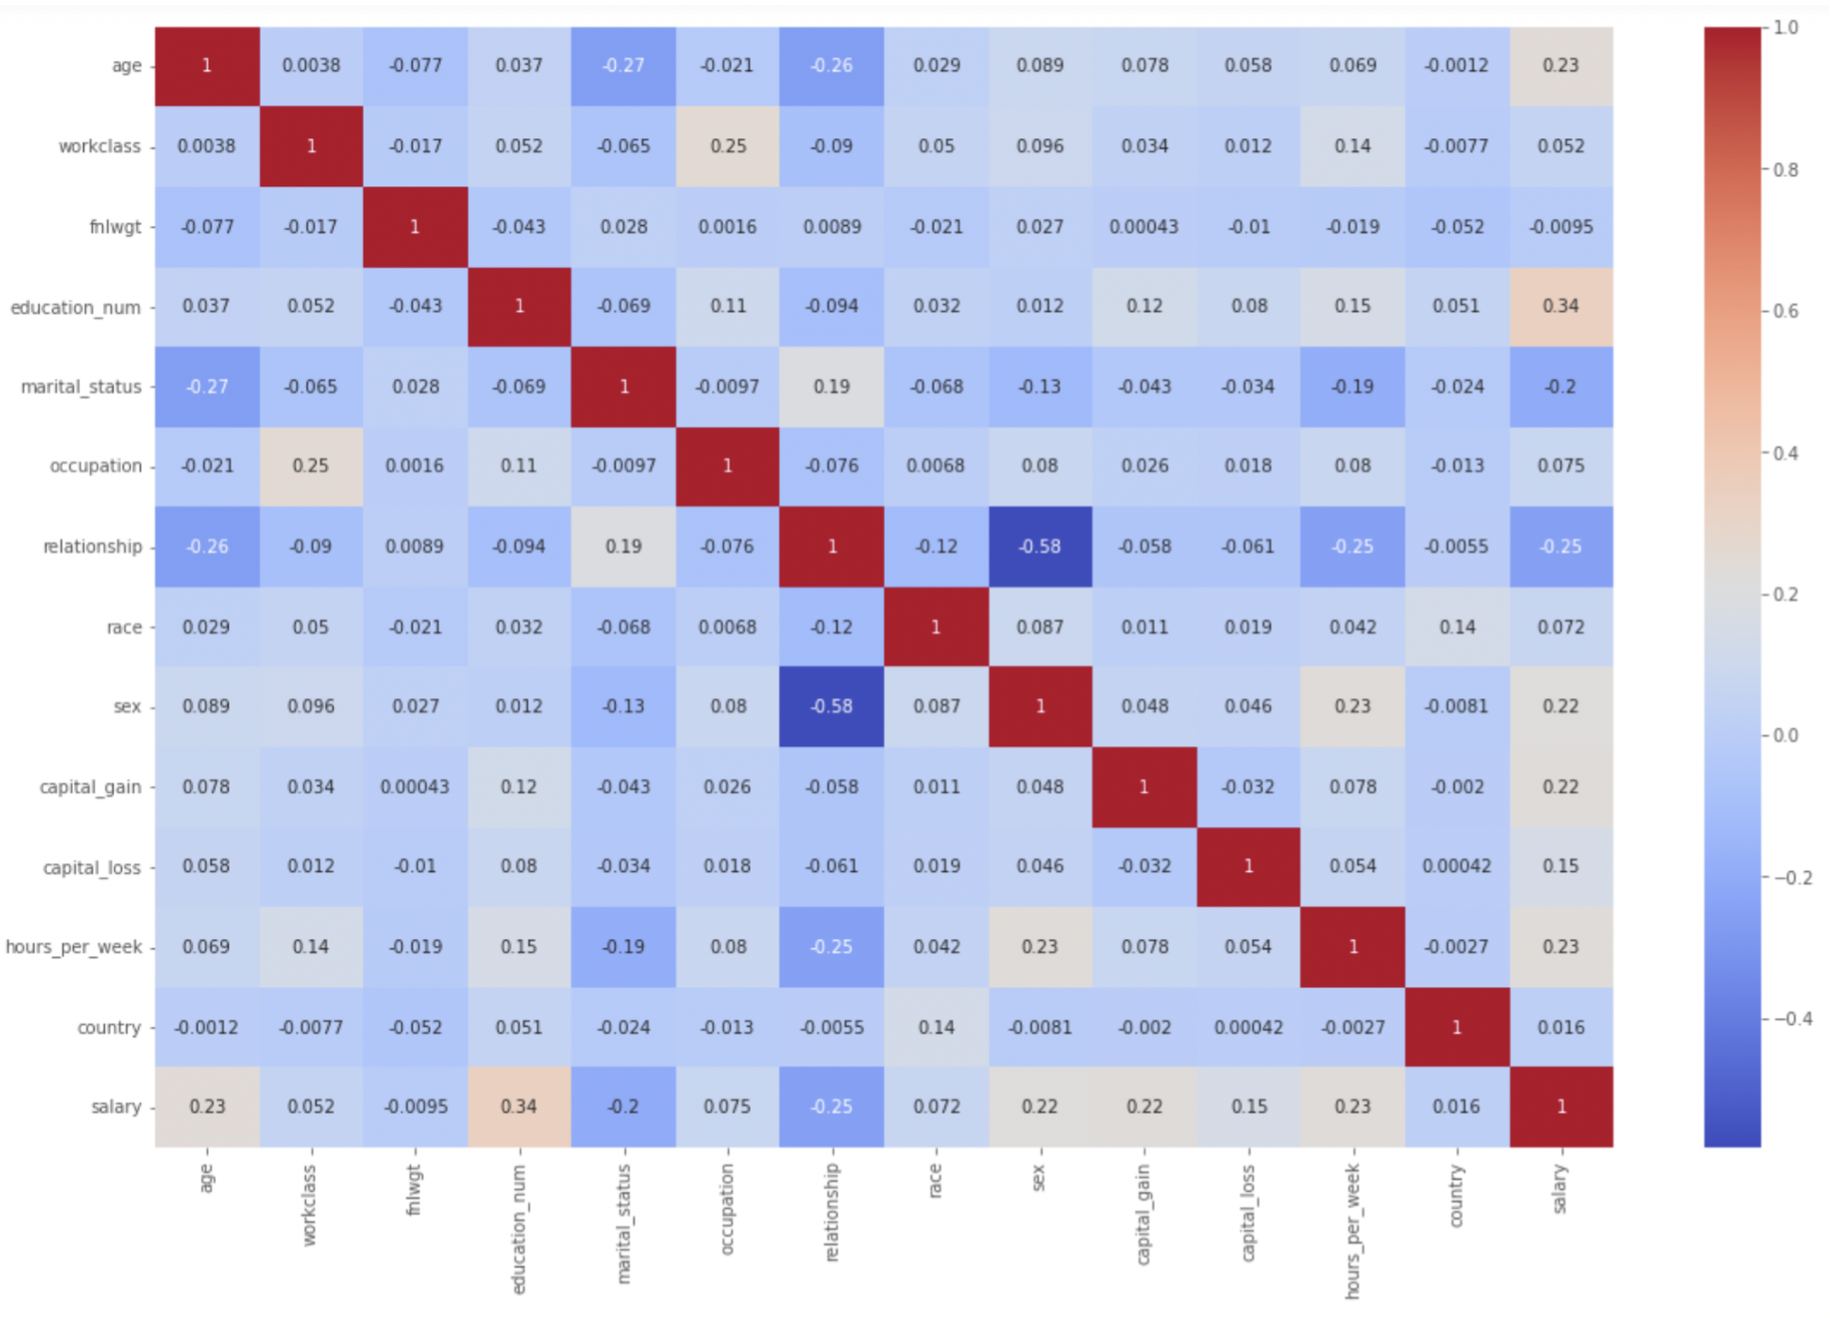 age 1 0.0038 -0.077 0.037 -0.27 -0.021 -0.26 0.029 0.089 0.078 0.058 0.069 -0.0012 0.23
workclass 0.0038 1 -0.017 0.052 -0.065 0.25 -0.09 0.05 0.096 0.034 0.012 0.14 -0.0077 0.052
fnlwgt -0.077 -0.017 1 -0.043 0.028 0.0016 0.0089 -0.021 0.027 0.00043 -0.01 -0.019 -0.052 -0.0095
education_num 0.037 0.052 -0.043 1 -0.069 0.11 -0.094 0.032 0.012 0.12 0.08 0.15 0.051 0.34
marital_status -0.27 -0.065 0.028 -0.069 1 -0.0097 0.19 -0.068 -0.13 -0.043 -0.034 -0.19 -0.024 -0.2
occupation -0.021 0.25 0.0016 0.11 -0.0097 1 -0.076 0.0068 0.08 0.026 0.018 0.08 -0.013 0.075
relationship -0.26 -0.09 0.0089 -0.094 0.19 -0.076 1 -0.12 -0.58 -0.058 -0.061 -0.25 -0.0055 -0.25
race 0.029 0.05 -0.021 0.032 -0.068 0.0068 -0.12 1 0.087 0.011 0.019 0.042 0.14 0.072
sex 0.089 0.096 0.027 0.012 -0.13 0.08 -0.58 0.087 1 0.048 0.046 0.23 -0.0081 0.22
capital_gain 0.078 0.034 0.00043 0.12 -0.043 0.026 -0.058 0.011 0.048 1 -0.032 0.078 -0.002 0.22
capital_loss 0.058 0.012 -0.01 0.08 -0.034 0.018 -0.061 0.019 0.046 -0.032 1 0.054 0.00042 0.15
hours_per_week 0.069 0.14 -0.019 0.15 -0.19 0.08 -0.25 0.042 0.23 0.078 0.054 1 -0.0027 0.23
country -0.0012 -0.0077 -0.052 0.051 -0.024 -0.013 -0.0055 0.14 -0.0081 -0.002 0.00042 -0.0027 1 0.016
salary 0.23 0.052 -0.0095 0.34 -0.2 0.075 -0.25 0.072 0.22 0.22 0.15 0.23 0.016 1
age
workclass
fnlwgt
education_num
marital_status
occupation
relationship
race
sex
capital_gain
capital_loss
hours_per_week
country
salary
1.0
0.8
0.6
0.4
0.2
0.0
−0.2
−0.4